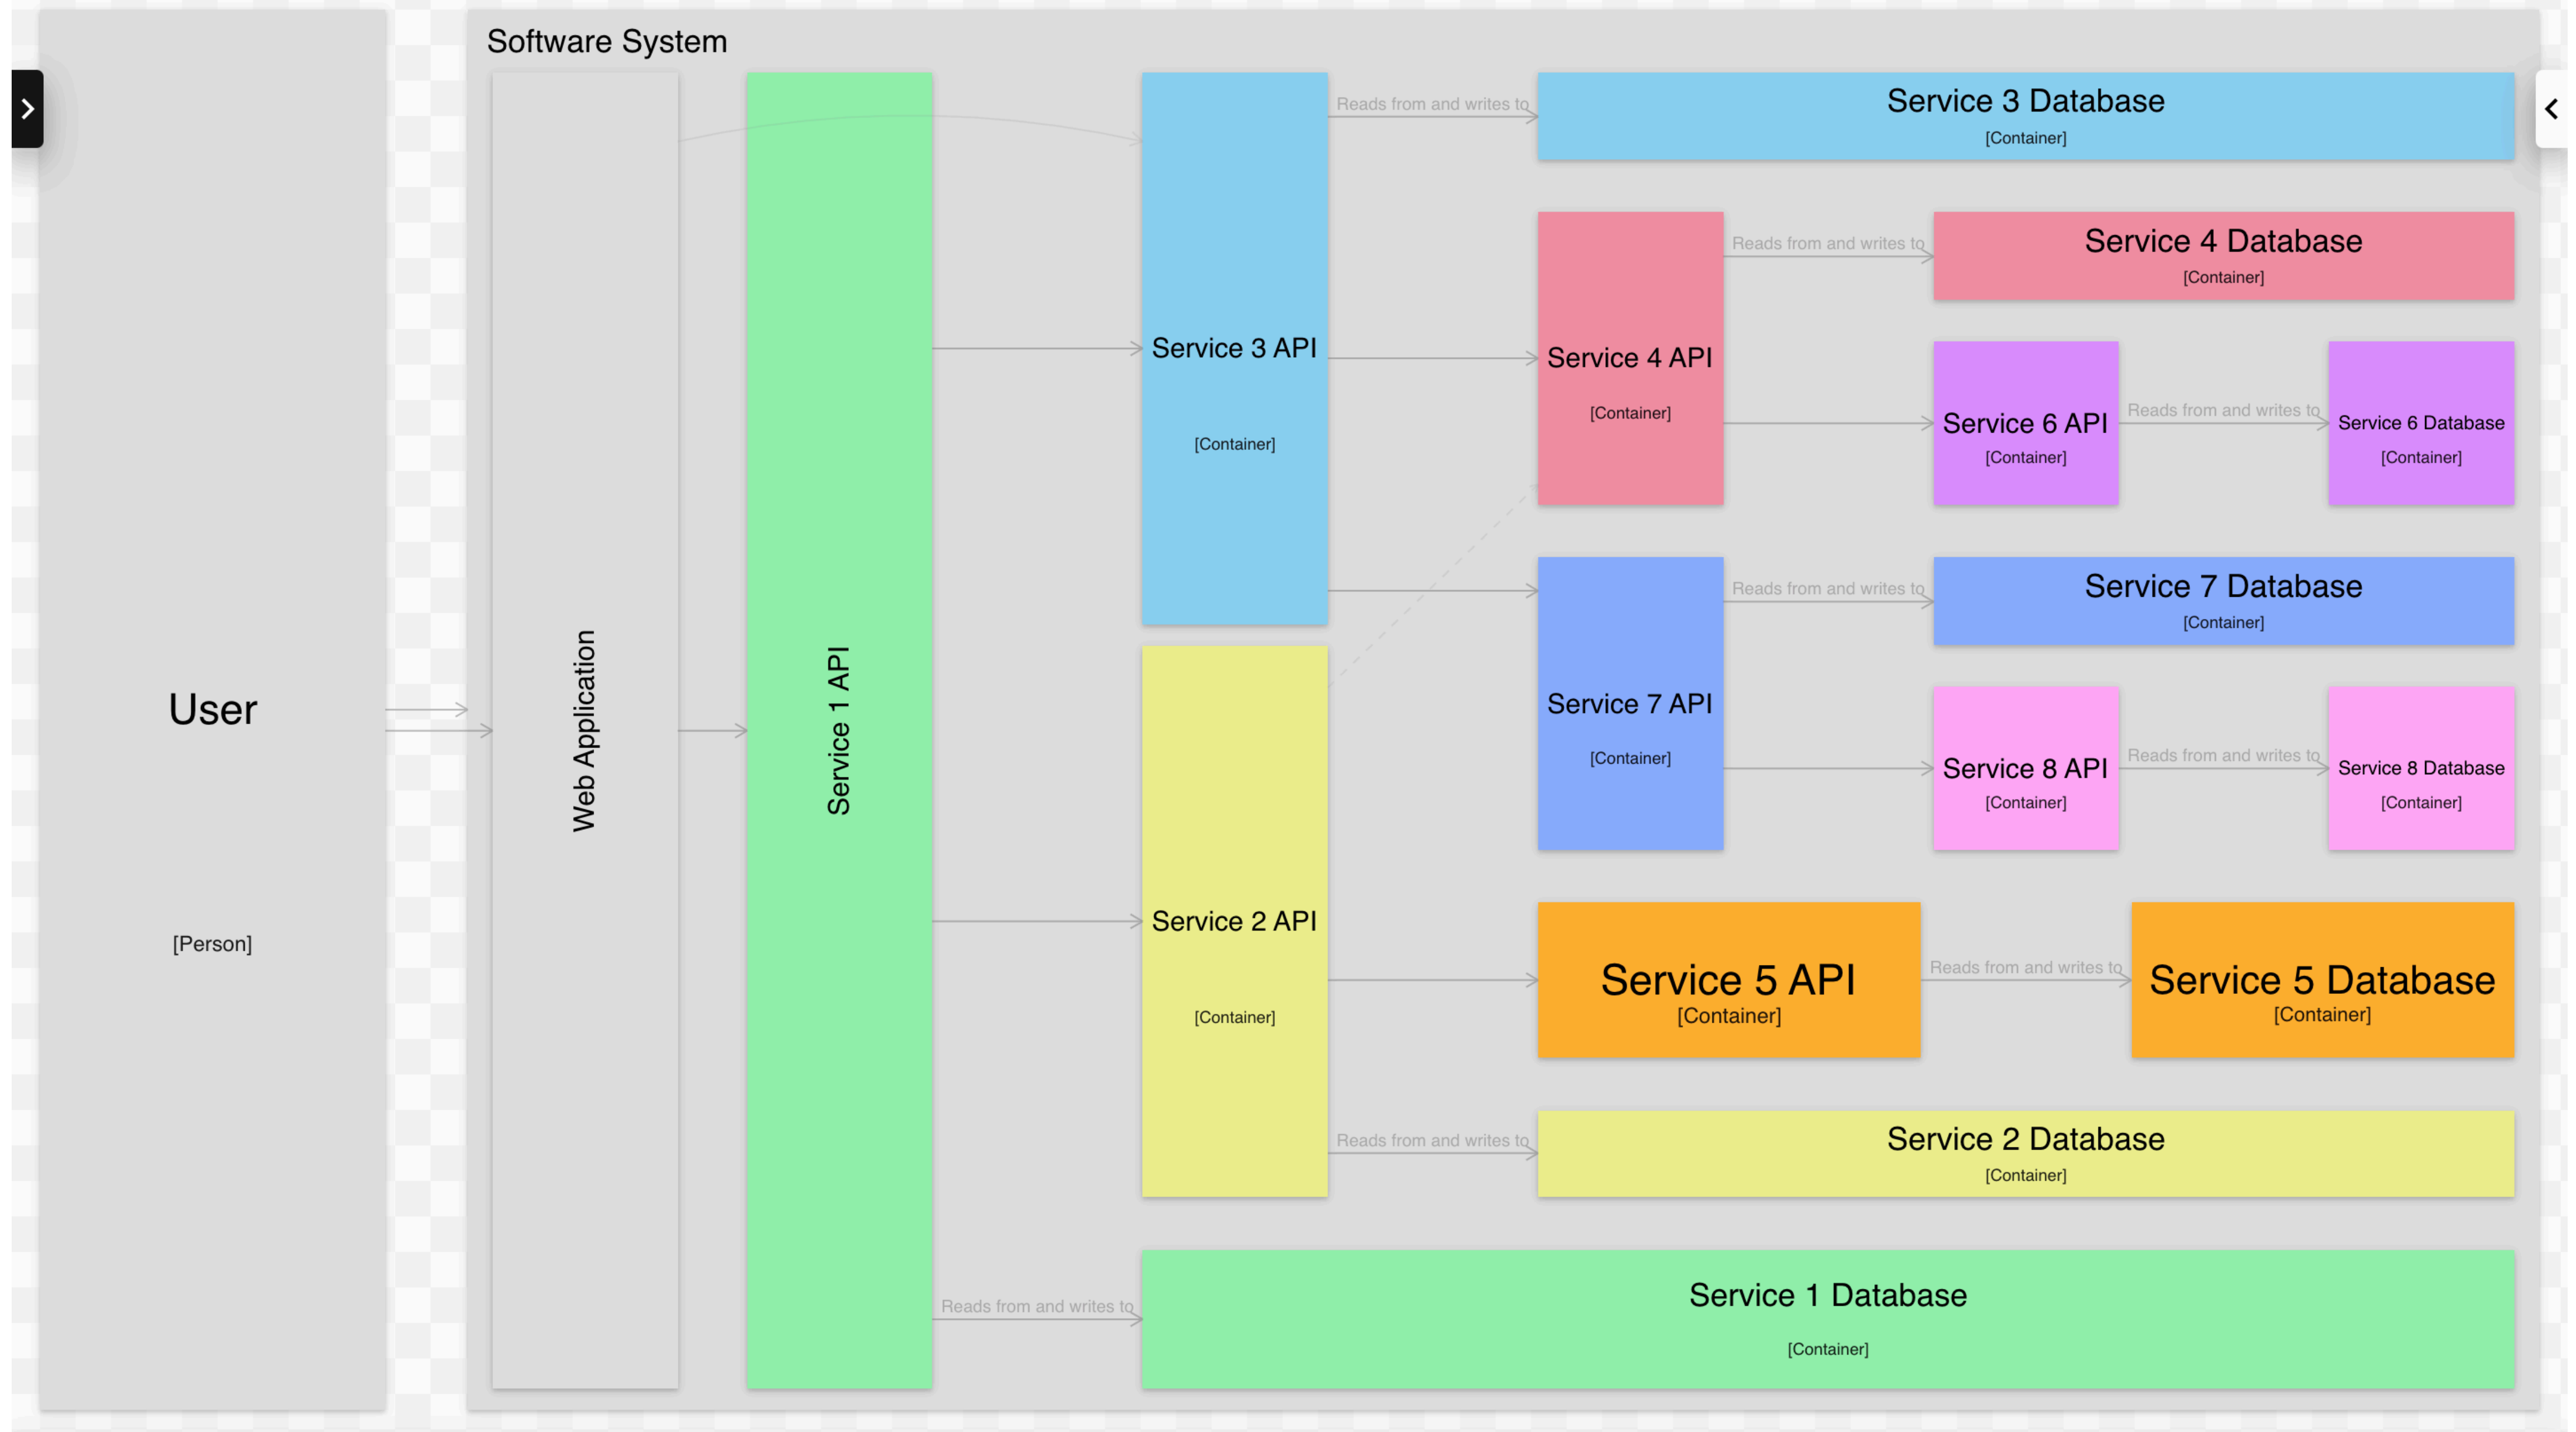 Software System
User
[Person]
Web Application
Service 1 API
Service 3 API
[Container]
Reads from and writes to
Service 3 Database
[Container]
Service 4 API
[Container]
Reads from and writes to
Service 4 Database
[Container]
Service 6 API
[Container]
Reads from and writes to
Service 6 Database
[Container]
Service 7 API
[Container]
Reads from and writes to
Service 7 Database
[Container]
Service 8 API
[Container]
Reads from and writes to
Service 8 Database
[Container]
Service 2 API
[Container]
Service 5 API
[Container]
Reads from and writes to
Service 5 Database
[Container]
Reads from and writes to
Service 2 Database
[Container]
Reads from and writes to
Service 1 Database
[Container]